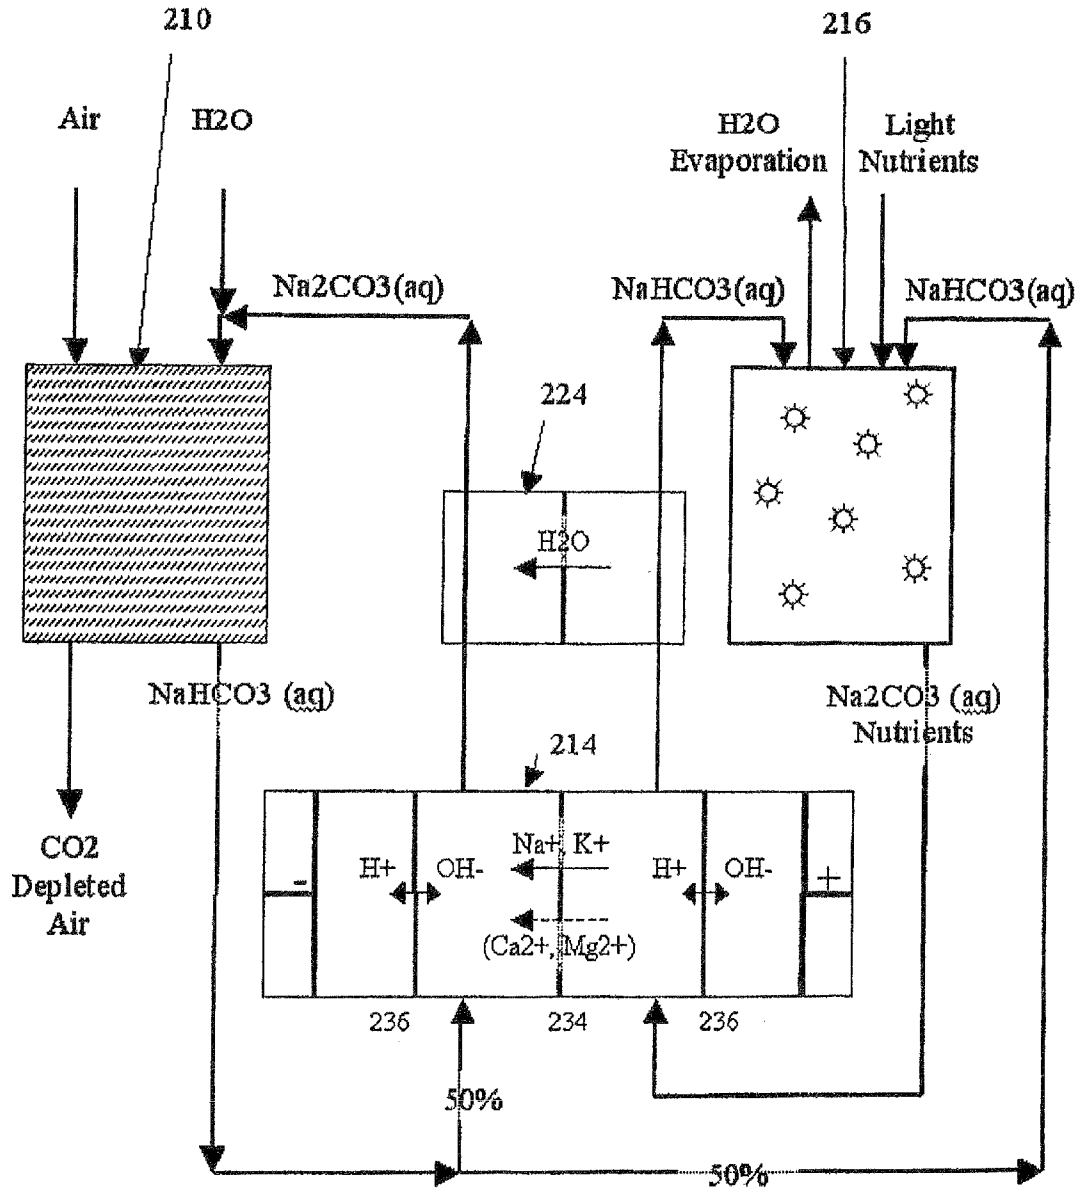 210
216
Air
H2O
H2O
Evaporation
Light
Nutrients
Na2CO3(aq)
NaHCO3(aq)
NaHCO3(aq)
224
H2O
NaHCO3 (aq)
Na2CO3 (aq)
Nutrients
214
CO2
Depleted
Air
-
H+
OH-
Na+, K+
H+
OH-
+
(Ca2+, Mg2+)
236
234
236
50%
50%